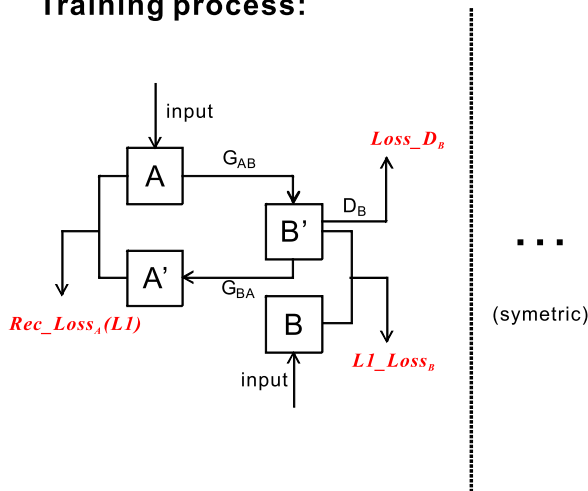 Training process:
input
A
G_AB
Loss_D_B
D_B
B’
A’
G_BA
Rec_Loss_A(L1)
B
L1_Loss_B
input
...
(symetric)